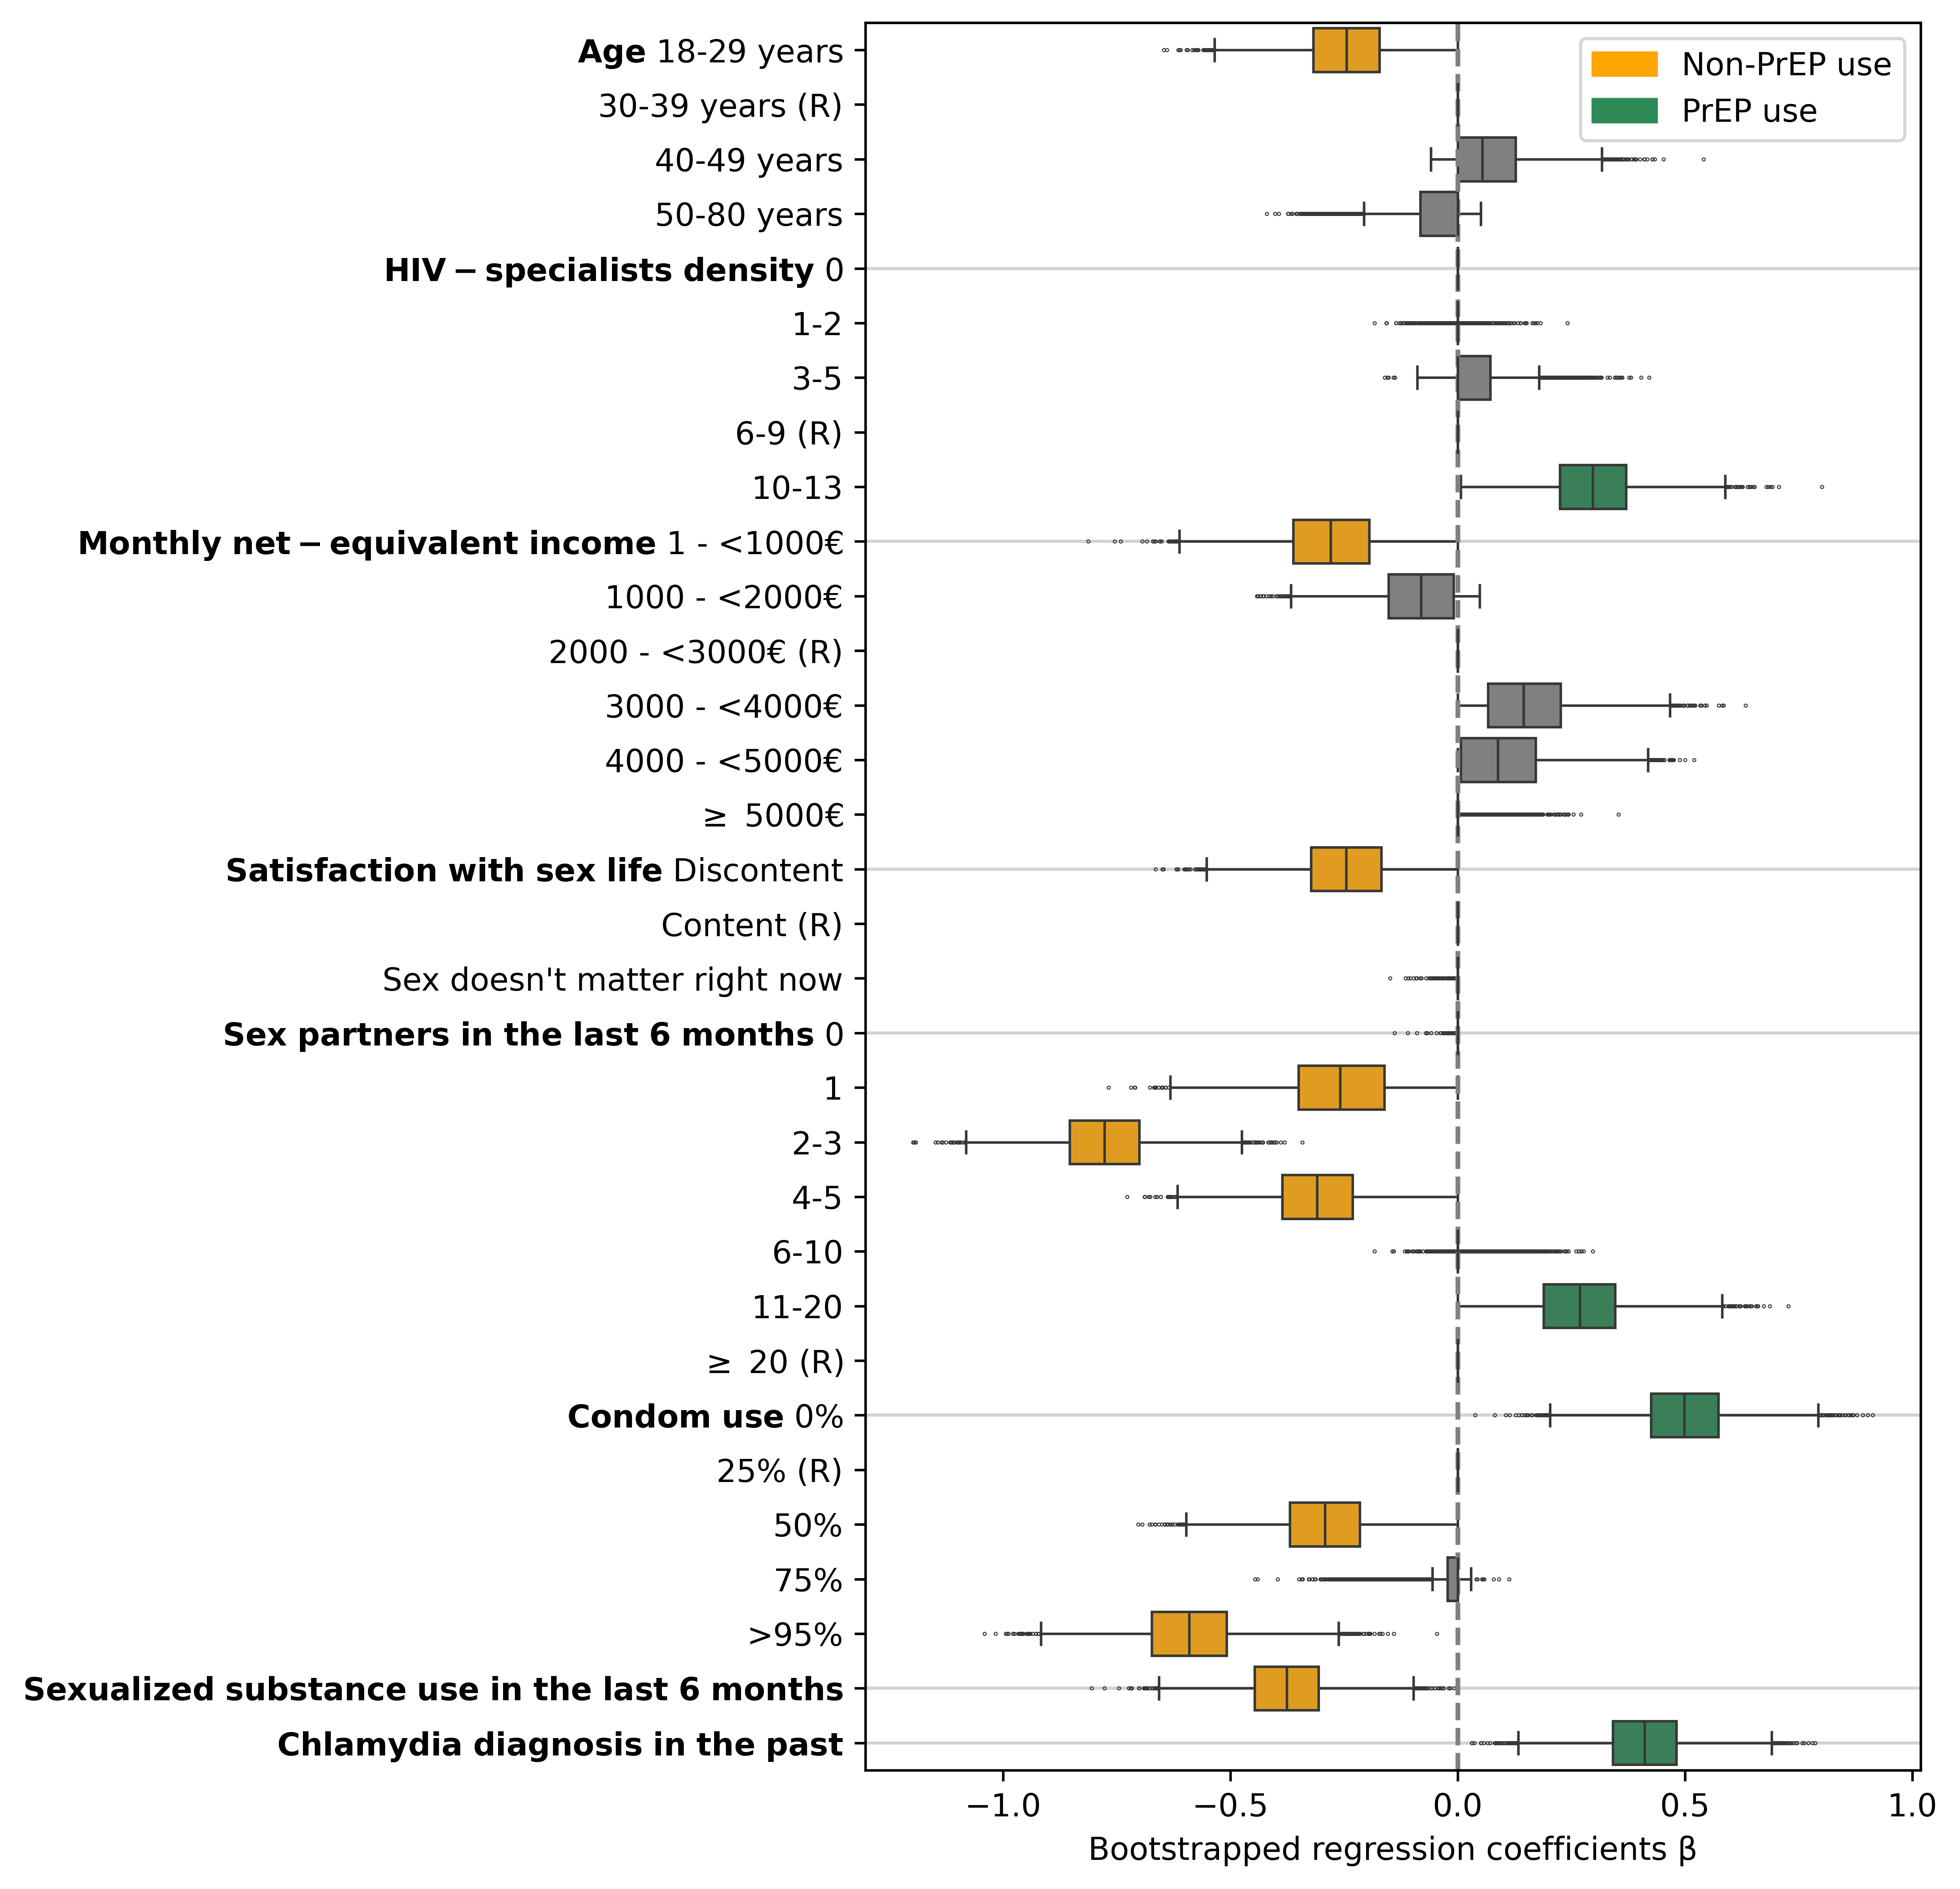 Age 18-29 years
30-39 years (R)
40-49 years
50-80 years
HIV − specialists density 0
1-2
3-5
6-9 (R)
10-13
Monthly net − equivalent income 1 - <1000€
1000 - <2000€
2000 - <3000€ (R)
3000 - <4000€
4000 - <5000€
≥ 5000€
Satisfaction with sex life Discontent
Content (R)
Sex doesn't matter right now
Sex partners in the last 6 months 0
1
2-3
4-5
6-10
11-20
≥ 20 (R)
Condom use 0%
25% (R)
50%
75%
>95%
Sexualized substance use in the last 6 months
Chlamydia diagnosis in the past
Non-PrEP use
PrEP use
−1.0 −0.5 0.0 0.5 1.0
Bootstrapped regression coefficients β